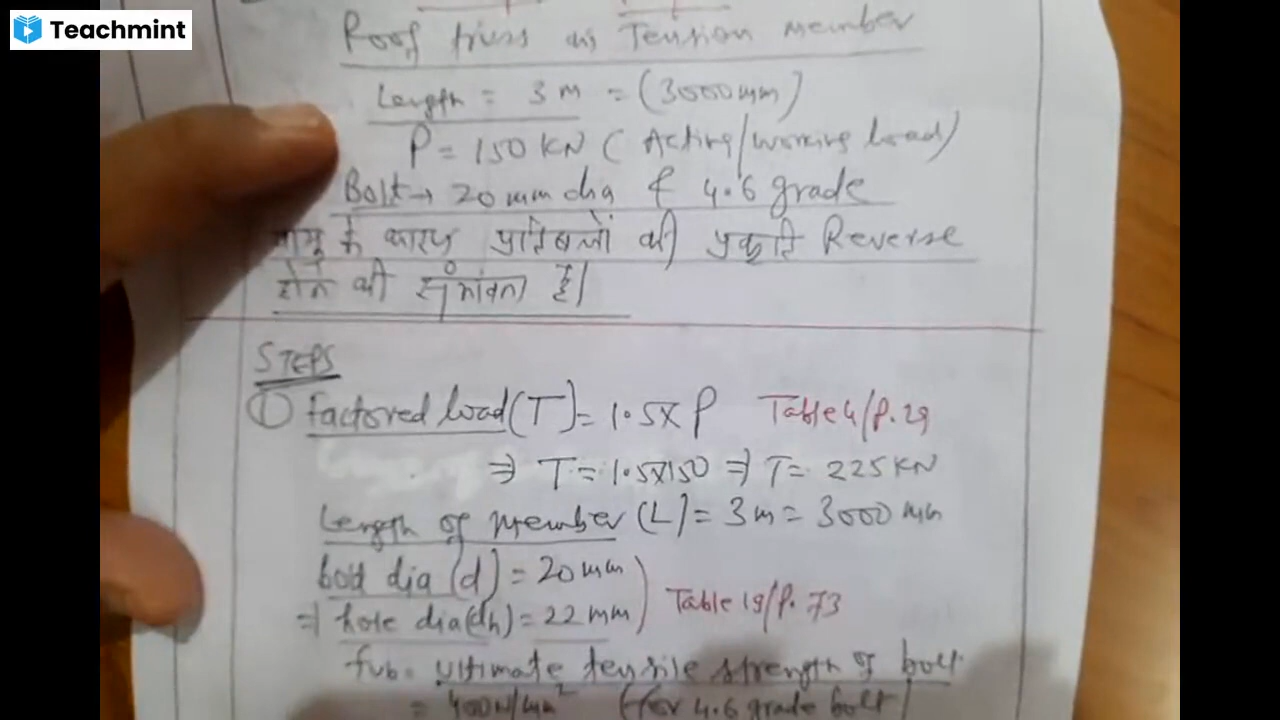 Teachmint
Roof truss as Tension member
Length = 3 m = (3000 mm)
P = 150 KN ( Acting/working load)
Bolt → 20 mm dia & 4.6 grade
वायु के कारण प्रतिबलों की प्रकृति Reverse
होने की संभावना है।
STEPS
① factored load (T) = 1.5 x P Table 4/P. 29
⇒ T = 1.5x150 ⇒ T = 225 KN
Length of member (L) = 3 m = 3000 mm
bolt dia (d) = 20 mm
⇒ hole dia (dh) = 22 mm) Table 19/P. 73
fub = ultimate tensile strength of bolt
= 400 N/mm² (for 4.6 grade bolt)